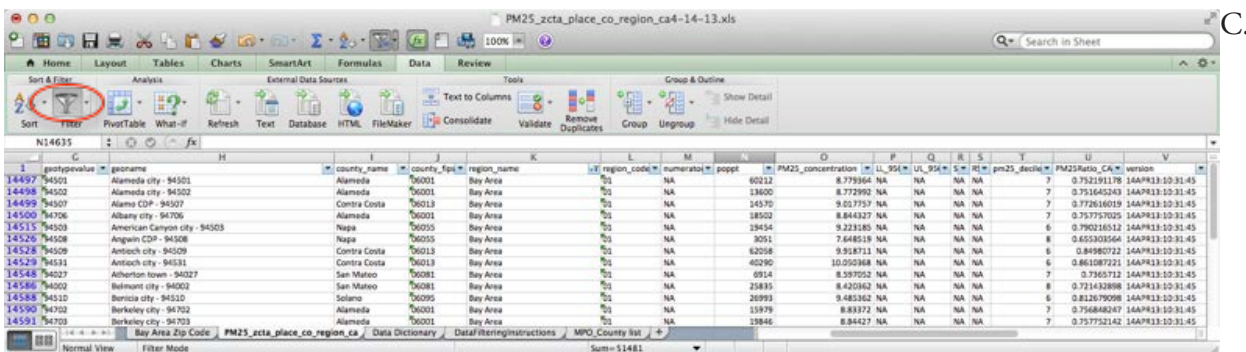 PM25_zcta_place_co_region_ca4-14-13.xls
C.
100%
Search in Sheet
Home Layout Tables Charts SmartArt Formulas Data Review
Sort & Filter Analysis External Data Sources Tools Group & Outline
Text to Columns Show Detail
Consolidate Hide Detail
Sort Filter PivotTable What-If Refresh Text Database HTML FileMaker Validate Remove Duplicates Group Ungroup
N14635 fx
G H I J K L M N O P Q R S T U V
1 geotypevalue geoname county_name county_fips region_name region_code numerator poppt PM25_concentration LL_95 UL_95 pm25_decile PM25Ratio_CA version
14497 94501 Alameda city - 94501 Alameda 06001 Bay Area 01 NA 60212 8.779364 NA NA NA NA 7 0.752191178 14APR13:10:31:45
14498 94502 Alameda city - 94502 Alameda 06001 Bay Area 01 NA 13600 8.772992 NA NA NA NA 7 0.751645243 14APR13:10:31:45
14499 94507 Alamo CDP - 94507 Contra Costa 06013 Bay Area 01 NA 14570 9.017757 NA NA NA NA 7 0.772616019 14APR13:10:31:45
14500 94706 Albany city - 94706 Alameda 06001 Bay Area 01 NA 18502 8.844327 NA NA NA NA 7 0.757757025 14APR13:10:31:45
14515 94503 American Canyon city - 94503 Napa 06055 Bay Area 01 NA 19454 9.223185 NA NA NA NA 6 0.790216512 14APR13:10:31:45
14526 94508 Angwin CDP - 94508 Napa 06055 Bay Area 01 NA 3051 7.648519 NA NA NA NA 8 0.655303564 14APR13:10:31:45
14528 94509 Antioch city - 94509 Contra Costa 06013 Bay Area 01 NA 62058 9.918711 NA NA NA NA 6 0.84980722 14APR13:10:31:45
14529 94531 Antioch city - 94531 Contra Costa 06013 Bay Area 01 NA 40290 10.050368 NA NA NA NA 6 0.861087221 14APR13:10:31:45
14548 94027 Atherton town - 94027 San Mateo 06081 Bay Area 01 NA 6914 8.597052 NA NA NA NA 7 0.7365712 14APR13:10:31:45
14586 94002 Belmont city - 94002 San Mateo 06081 Bay Area 01 NA 25835 8.420362 NA NA NA NA 8 0.721432898 14APR13:10:31:45
14588 94510 Benicia city - 94510 Solano 06095 Bay Area 01 NA 26993 9.485362 NA NA NA NA 6 0.812679098 14APR13:10:31:45
14590 94702 Berkeley city - 94702 Alameda 06001 Bay Area 01 NA 15979 8.83372 NA NA NA NA 7 0.756848247 14APR13:10:31:45
14591 94703 Berkeley city - 94703 Alameda 06001 Bay Area 01 NA 19846 8.84427 NA NA NA NA 7 0.757752142 14APR13:10:31:45
Bay Area Zip Code PM25_zcta_place_co_region_ca Data Dictionary DataFilteringInstructions MPO_County list
Normal View Filter Mode Sum=51481